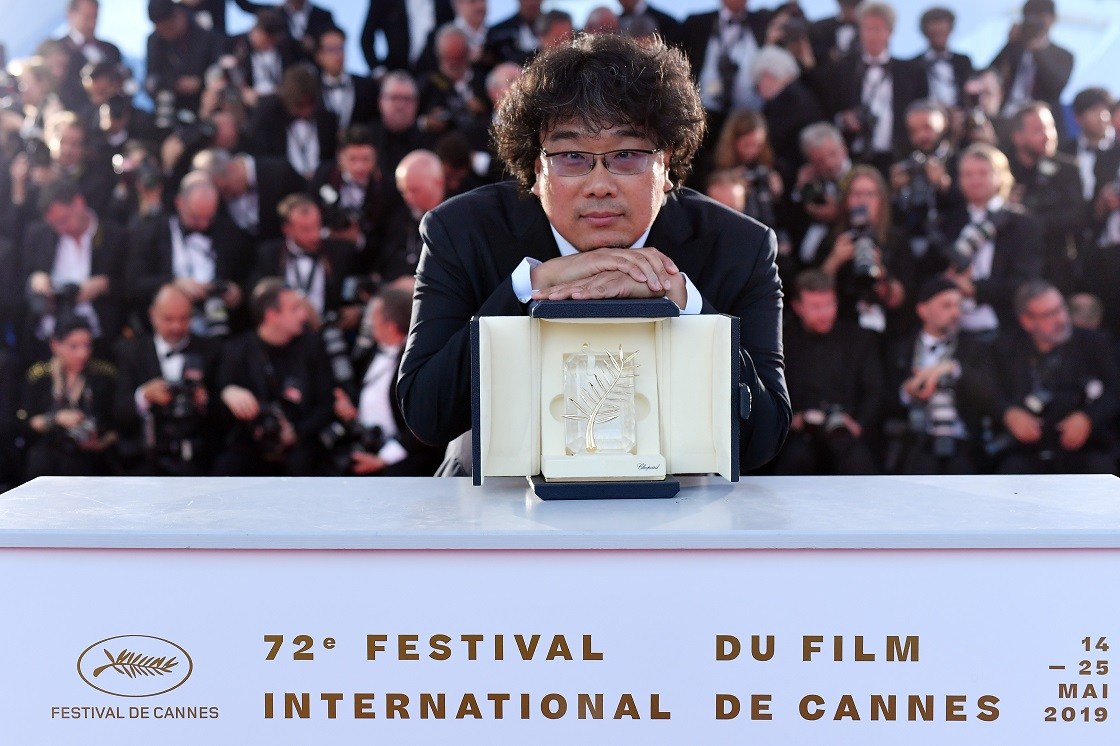 Chopard
72e FESTIVAL DU FILM
INTERNATIONAL DE CANNES
FESTIVAL DE CANNES
14
— 25
MAI
2019